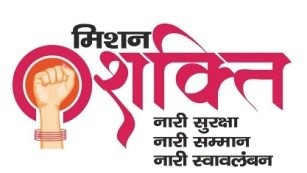 मिशन
शक्ति
नारी सुरक्षा
नारी सम्मान
नारी स्वावलंबन